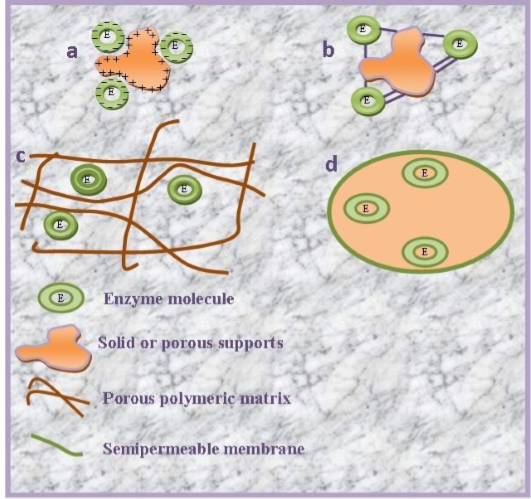 a
E
E
E
b
E
E
E
c
E
E
E
d
E
E
E
E
Enzyme molecule
Solid or porous supports
Porous polymeric matrix
Semipermeable membrane